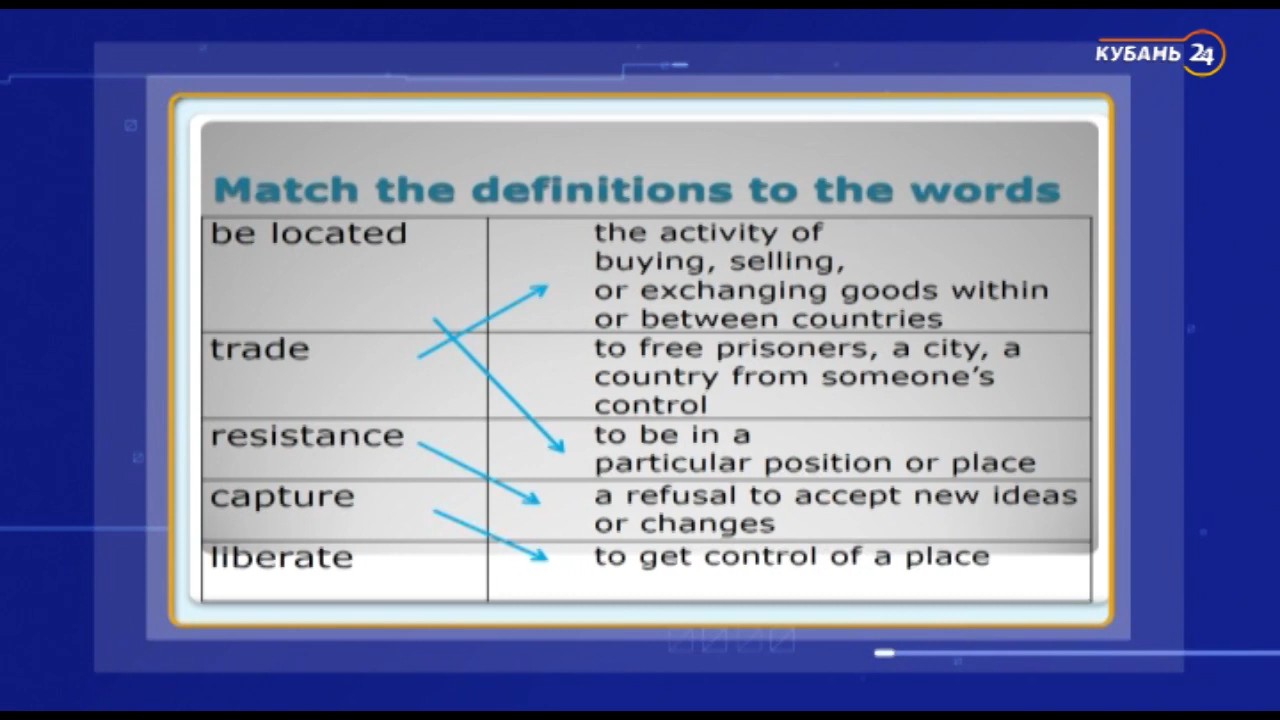 КУБАНЬ 24
Match the definitions to the words
be located
the activity of
buying, selling,
or exchanging goods within
or between countries
trade
to free prisoners, a city, a
country from someone’s
control
resistance
to be in a
particular position or place
capture
a refusal to accept new ideas
or changes
liberate
to get control of a place